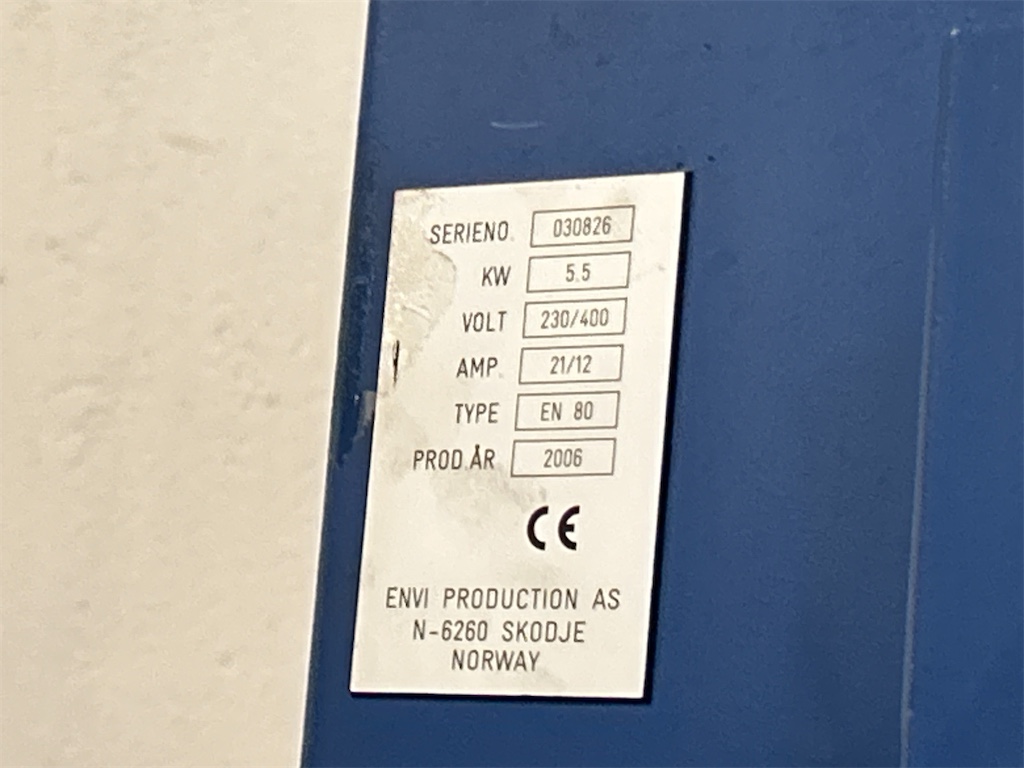 SERIENO. 030826
KW 5.5
VOLT 230/400
AMP. 21/12
TYPE EN 80
PROD.ÅR 2006
CE
ENVI PRODUCTION AS
N-6260 SKODJE
NORWAY